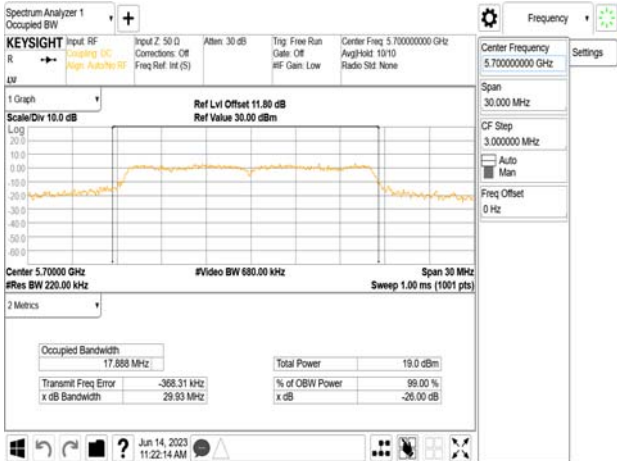 Spectrum Analyzer 1
Occupied BW
KEYSIGHT
R
Input: RF
Coupling: DC
Align: Auto/No RF
Input Z: 50 Ω
Corrections: Off
Freq Ref: Int (S)
Atten: 30 dB
Trig: Free Run
Gate: Off
#IF Gain: Low
Center Freq: 5.700000000 GHz
Avg|Hold: 10/10
Radio Std: None
1 Graph
Scale/Div 10.0 dB
Ref Lvl Offset 11.80 dB
Ref Value 30.00 dBm
Log
20.0
10.0
0.00
-10.0
-20.0
-30.0
-40.0
-50.0
-60.0
Center 5.70000 GHz
#Res BW 220.00 kHz
#Video BW 680.00 kHz
Span 30 MHz
Sweep 1.00 ms (1001 pts)
2 Metrics
Occupied Bandwidth
17.888 MHz
Transmit Freq Error -368.31 kHz
x dB Bandwidth 29.93 MHz
Total Power 19.0 dBm
% of OBW Power 99.00 %
x dB -26.00 dB
Jun 14, 2023
11:22:14 AM
Frequency
Settings
Center Frequency
5.700000000 GHz
Span
30.000 MHz
CF Step
3.000000 MHz
Auto
Man
Freq Offset
0 Hz